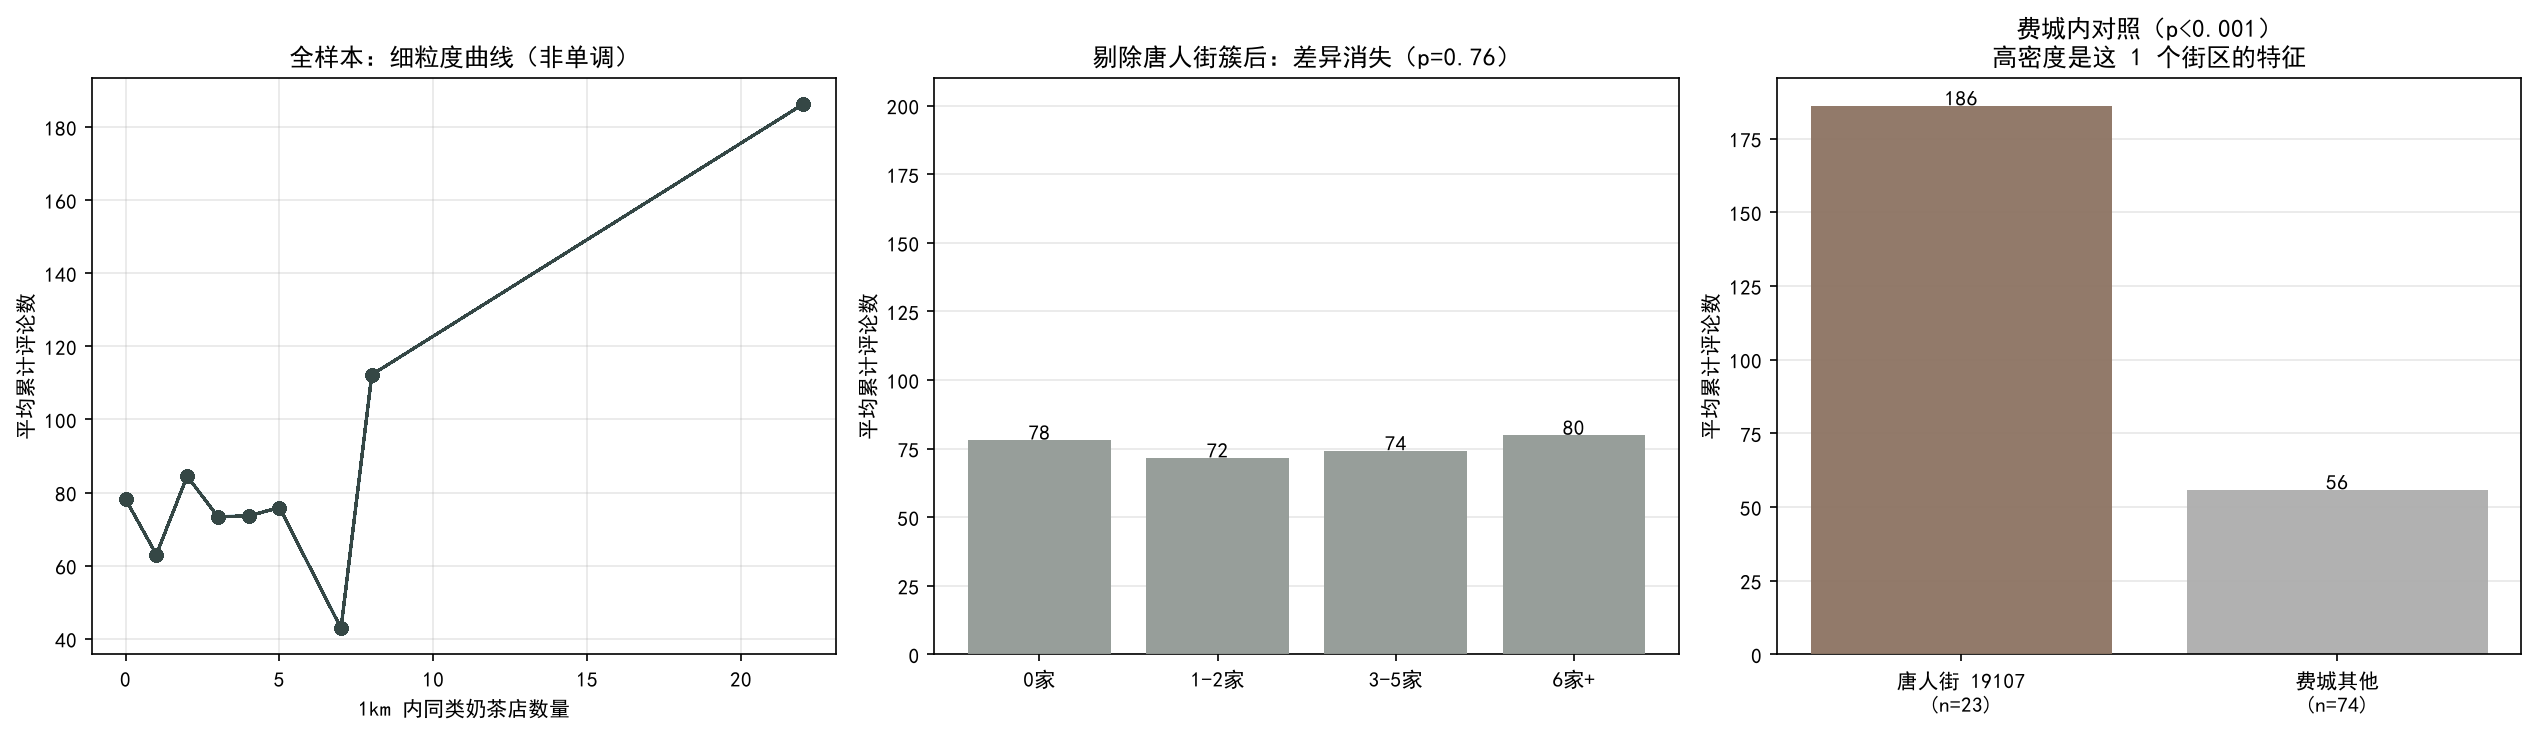 全样本：细粒度曲线（非单调）
180
160
140
120
100
80
60
40
平均累计评论数
0
5
10
15
20
1km 内同类奶茶店数量
剔除唐人街簇后：差异消失（p=0.76）
200
175
150
125
100
75
50
25
0
平均累计评论数
78
72
74
80
0家
1-2家
3-5家
6家+
费城内对照（p<0.001）
高密度是这 1 个街区的特征
175
150
125
100
75
50
25
0
平均累计评论数
186
56
唐人街 19107
（n=23）
费城其他
（n=74）